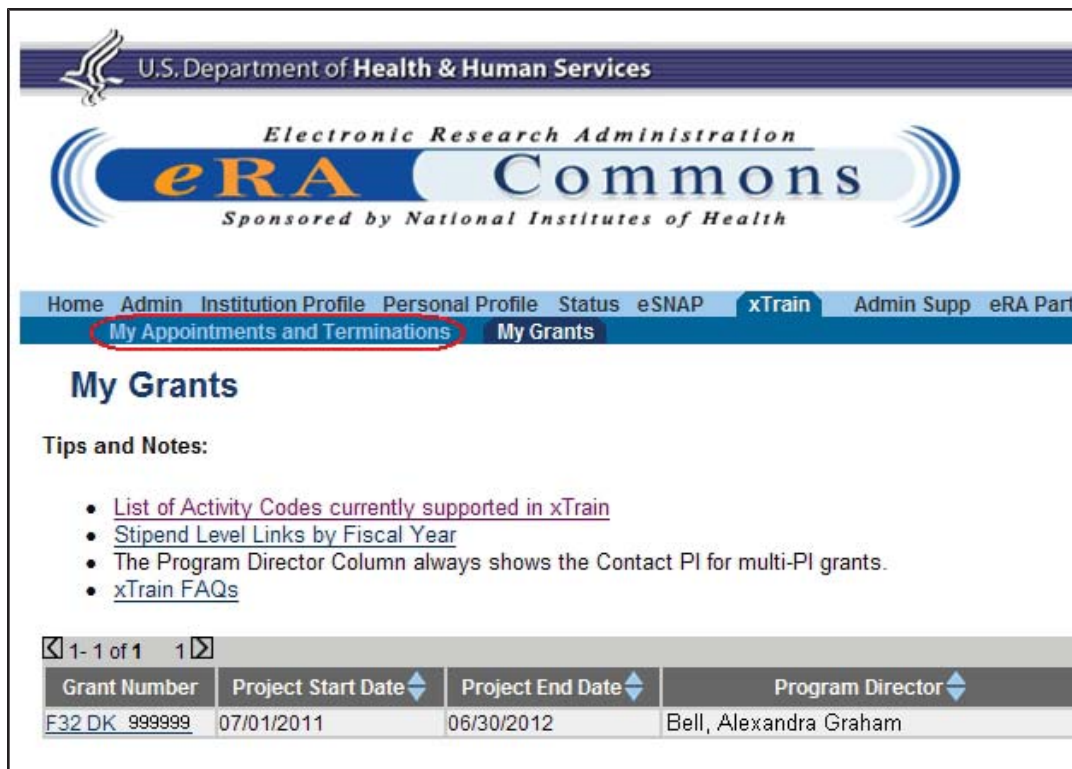 U.S. Department of Health & Human Services
Electronic Research Administration
eRA Commons
Sponsored by National Institutes of Health
Home Admin Institution Profile Personal Profile Status eSNAP xTrain Admin Supp eRA Part
My Appointments and Terminations My Grants
My Grants
Tips and Notes:
• List of Activity Codes currently supported in xTrain
• Stipend Level Links by Fiscal Year
• The Program Director Column always shows the Contact PI for multi-PI grants.
• xTrain FAQs
1- 1 of 1 1
Grant Number Project Start Date Project End Date Program Director
F32 DK 999999 07/01/2011 06/30/2012 Bell, Alexandra Graham